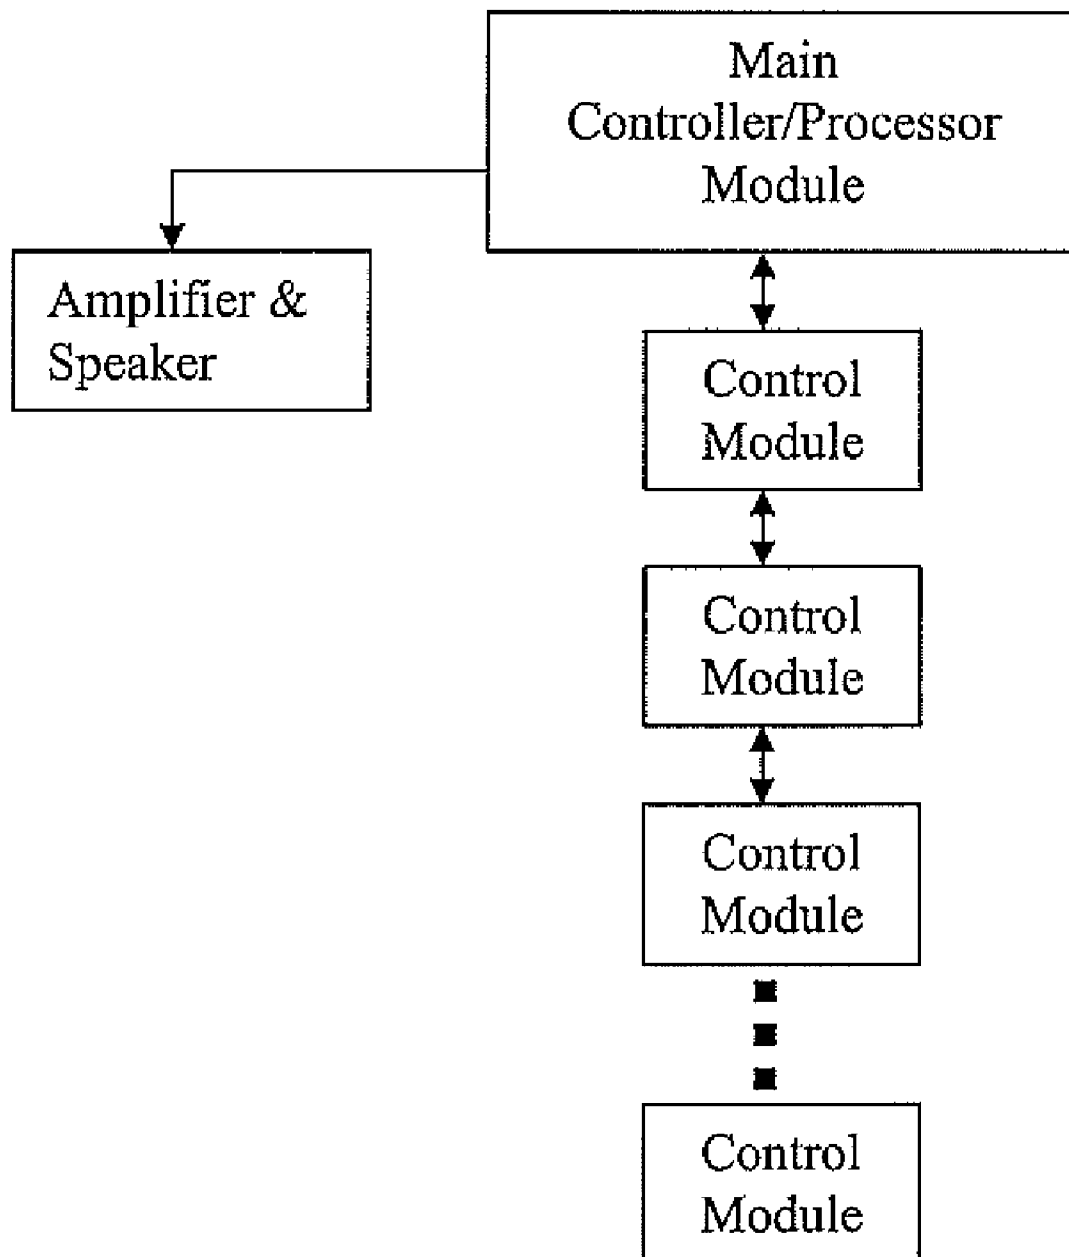 Main
Controller/Processor
Module
Amplifier &
Speaker
Control
Module
Control
Module
Control
Module
Control
Module